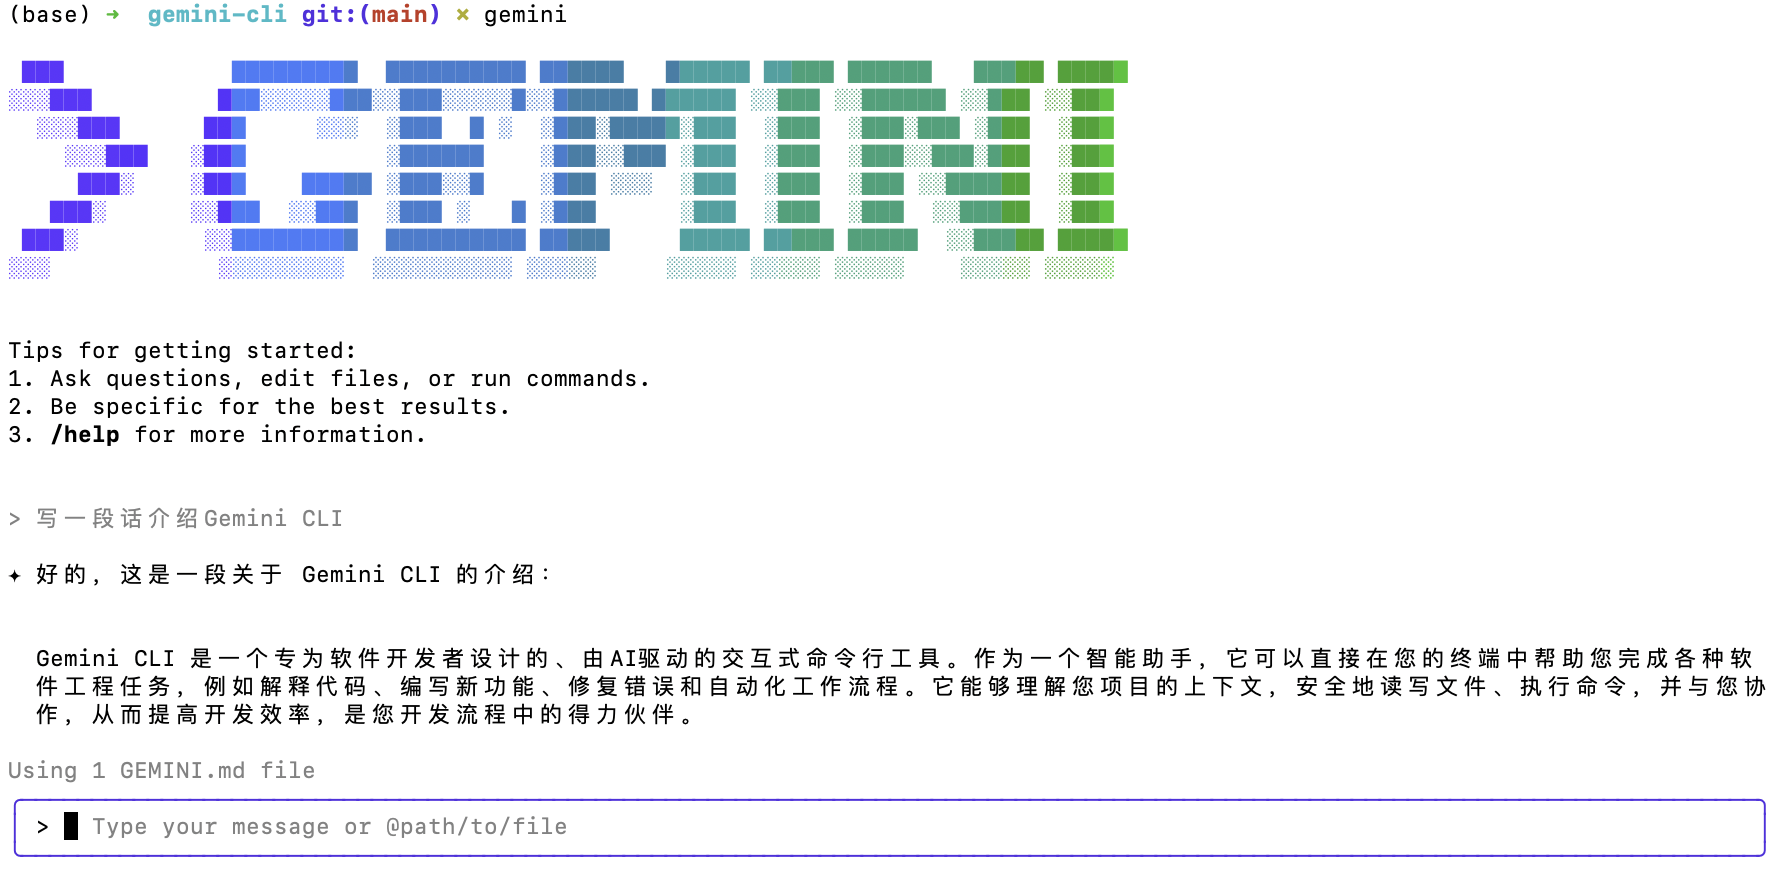 (base) ➜  gemini-cli git:(main) ✗ gemini
> GEMINI
Tips for getting started:
1. Ask questions, edit files, or run commands.
2. Be specific for the best results.
3. /help for more information.
> 写一段话介绍Gemini CLI
✦ 好的，这是一段关于 Gemini CLI 的介绍：
Gemini CLI 是一个专为软件开发者设计的、由AI驱动的交互式命令行工具。作为一个智能助手，它可以直接在您的终端中帮助您完成各种软
件工程任务，例如解释代码、编写新功能、修复错误和自动化工作流程。它能够理解您项目的上下文，安全地读写文件、执行命令，并与您协
作，从而提高开发效率，是您开发流程中的得力伙伴。
Using 1 GEMINI.md file
> Type your message or @path/to/file